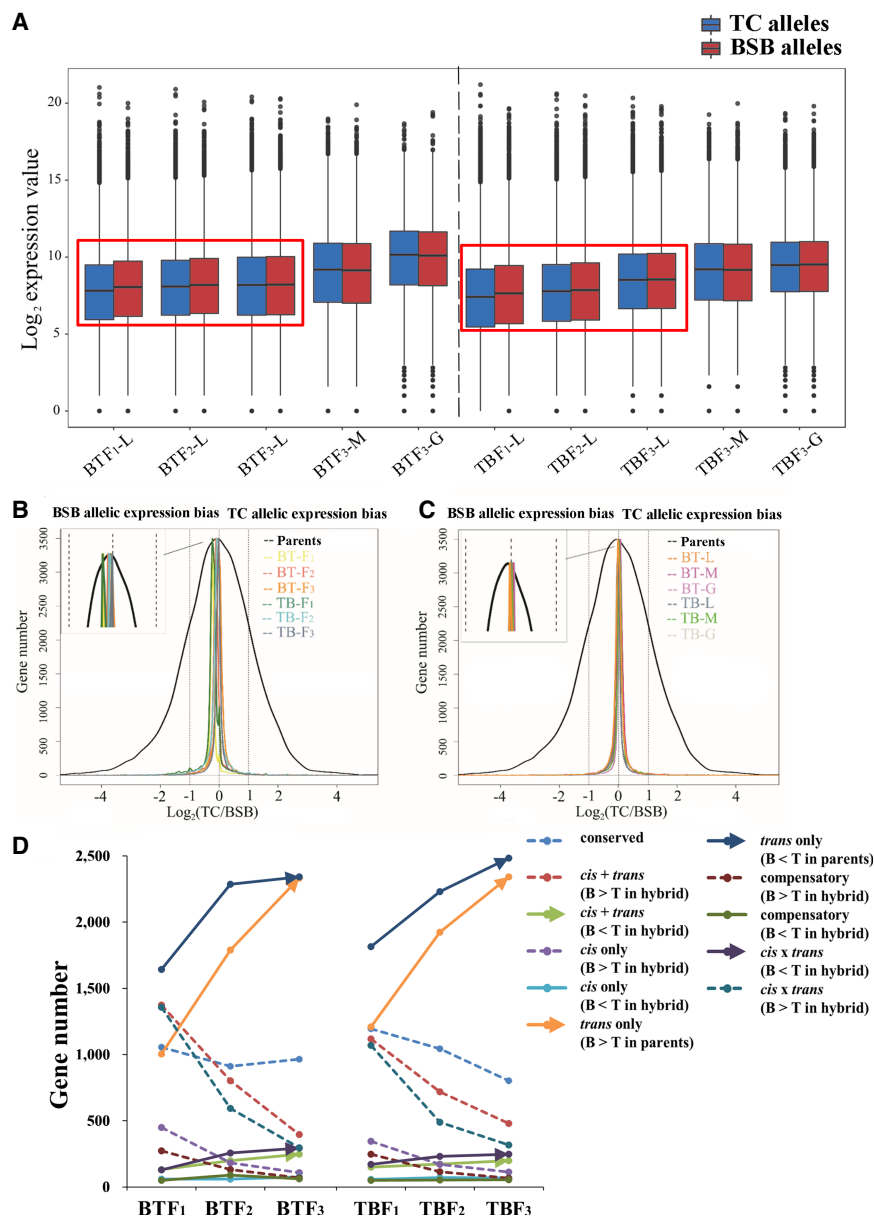 A
TC alleles
BSB alleles
Log2 expression value
20
15
10
5
0
BTF1-L
BTF2-L
BTF3-L
BTF3-M
BTF3-G
TBF1-L
TBF2-L
TBF3-L
TBF3-M
TBF3-G
B
BSB allelic expression bias
TC allelic expression bias
Gene number
3500
3000
2500
2000
1500
1000
500
0
Parents
BT-F1
BT-F2
BT-F3
TB-F1
TB-F2
TB-F3
-4
-2
-1
0
1
2
4
Log2(TC/BSB)
C
BSB allelic expression bias
TC allelic expression bias
Gene number
3500
3000
2500
2000
1500
1000
500
0
Parents
BT-L
BT-M
BT-G
TB-L
TB-M
TB-G
-4
-2
-1
0
1
2
4
Log2(TC/BSB)
D
Gene number
2,500
2,000
1,500
1,000
500
0
BTF1
BTF2
BTF3
TBF1
TBF2
TBF3
conserved
cis + trans
(B > T in hybrid)
cis + trans
(B < T in hybrid)
cis only
(B > T in hybrid)
cis only
(B < T in hybrid)
trans only
(B > T in parents)
trans only
(B < T in parents)
compensatory
(B > T in hybrid)
compensatory
(B < T in hybrid)
cis x trans
(B < T in hybrid)
cis x trans
(B > T in hybrid)